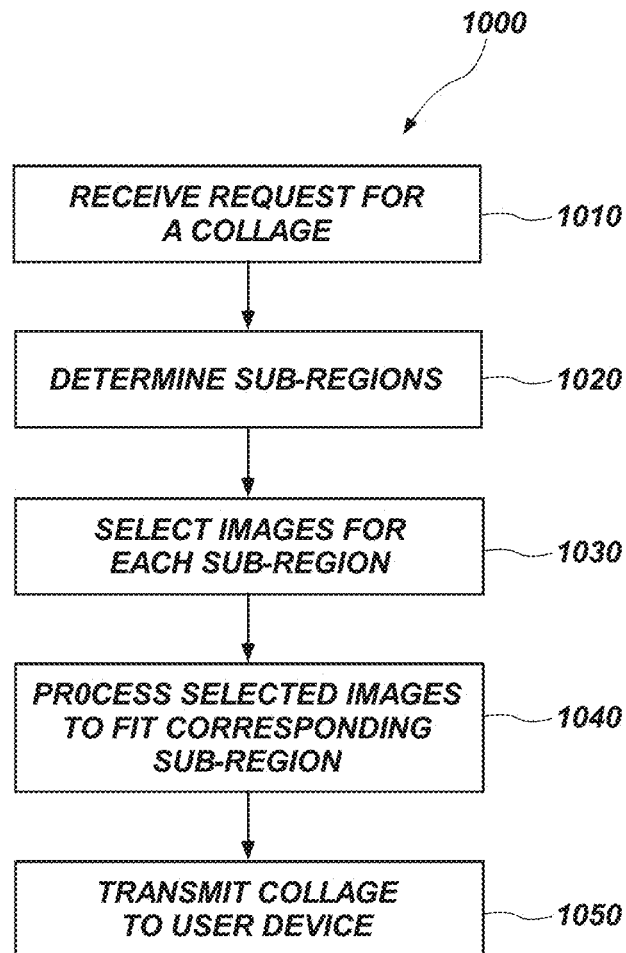 1000
RECEIVE REQUEST FOR
A COLLAGE
1010
DETERMINE SUB-REGIONS
1020
SELECT IMAGES FOR
EACH SUB-REGION
1030
PR0CESS SELECTED IMAGES
TO FIT CORRESPONDING
SUB-REGION
1040
TRANSMIT COLLAGE
TO USER DEVICE
1050